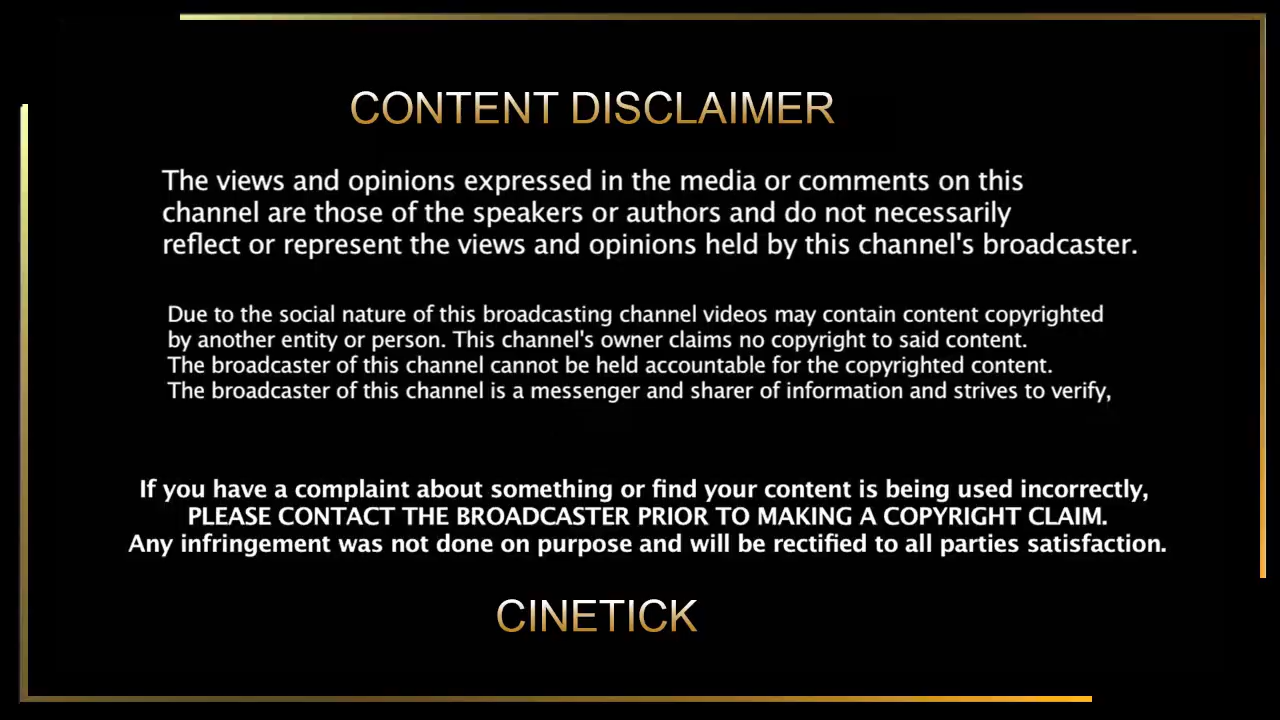 CONTENT DISCLAIMER
The views and opinions expressed in the media or comments on this
channel are those of the speakers or authors and do not necessarily
reflect or represent the views and opinions held by this channel's broadcaster.
Due to the social nature of this broadcasting channel videos may contain content copyrighted
by another entity or person. This channel's owner claims no copyright to said content.
The broadcaster of this channel cannot be held accountable for the copyrighted content.
The broadcaster of this channel is a messenger and sharer of information and strives to verify,
If you have a complaint about something or find your content is being used incorrectly,
PLEASE CONTACT THE BROADCASTER PRIOR TO MAKING A COPYRIGHT CLAIM.
Any infringement was not done on purpose and will be rectified to all parties satisfaction.
CINETICK